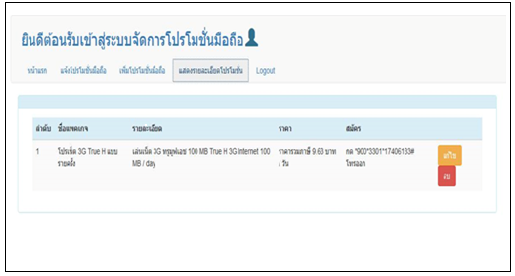 ยินดีต้อนรับเข้าสู่ระบบจัดการโปรโมชั่นมือถือ
หน้าแรก แจ้งโปรโมชั่นมือถือ เพิ่มโปรโมชั่นมือถือ แสดงรายละเอียดโปรโมชั่น Logout
ลำดับ ชื่อแพคเกจ รายละเอียด ราคา สมัคร
1 โปรเน็ต 3G True H แบบ เล่นเน็ต 3G ทรูมูฟเอช 100 MB True H 3G Internet 100 ราคารวมภาษี 9.63 บาท กด *900*3301*17406133# แก้ไข
รายครั้ง MB / day / วัน โทรออก
ลบ